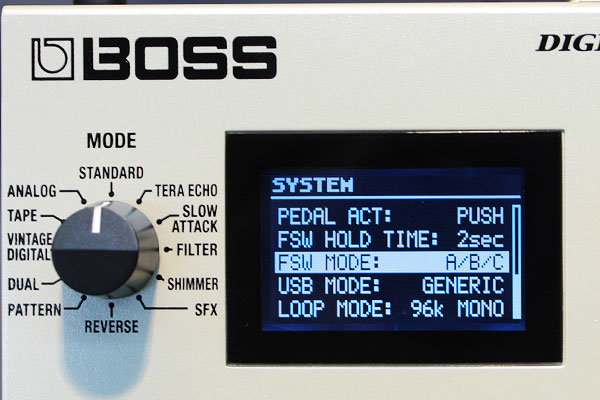 BOSS
DIGI
MODE
STANDARD
ANALOG
TERA ECHO
TAPE
SLOW
ATTACK
VINTAGE
DIGITAL
FILTER
DUAL
SHIMMER
PATTERN
SFX
REVERSE
SYSTEM
PEDAL ACT: PUSH
FSW HOLD TIME: 2sec
FSW MODE: A/B/C
USB MODE: GENERIC
LOOP MODE: 96k MONO